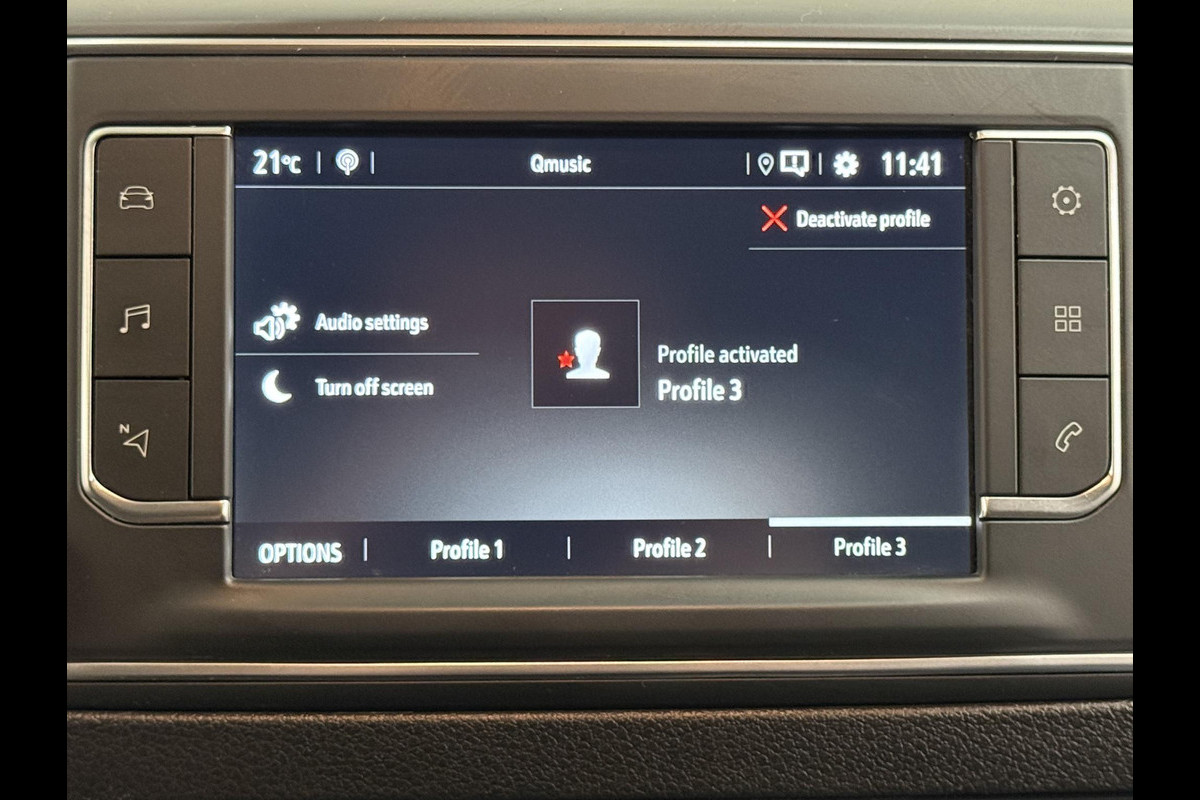 21°C
Qmusic
11:41
Deactivate profile
Audio settings
Turn off screen
Profile activated
Profile 3
N
OPTIONS
Profile 1
Profile 2
Profile 3